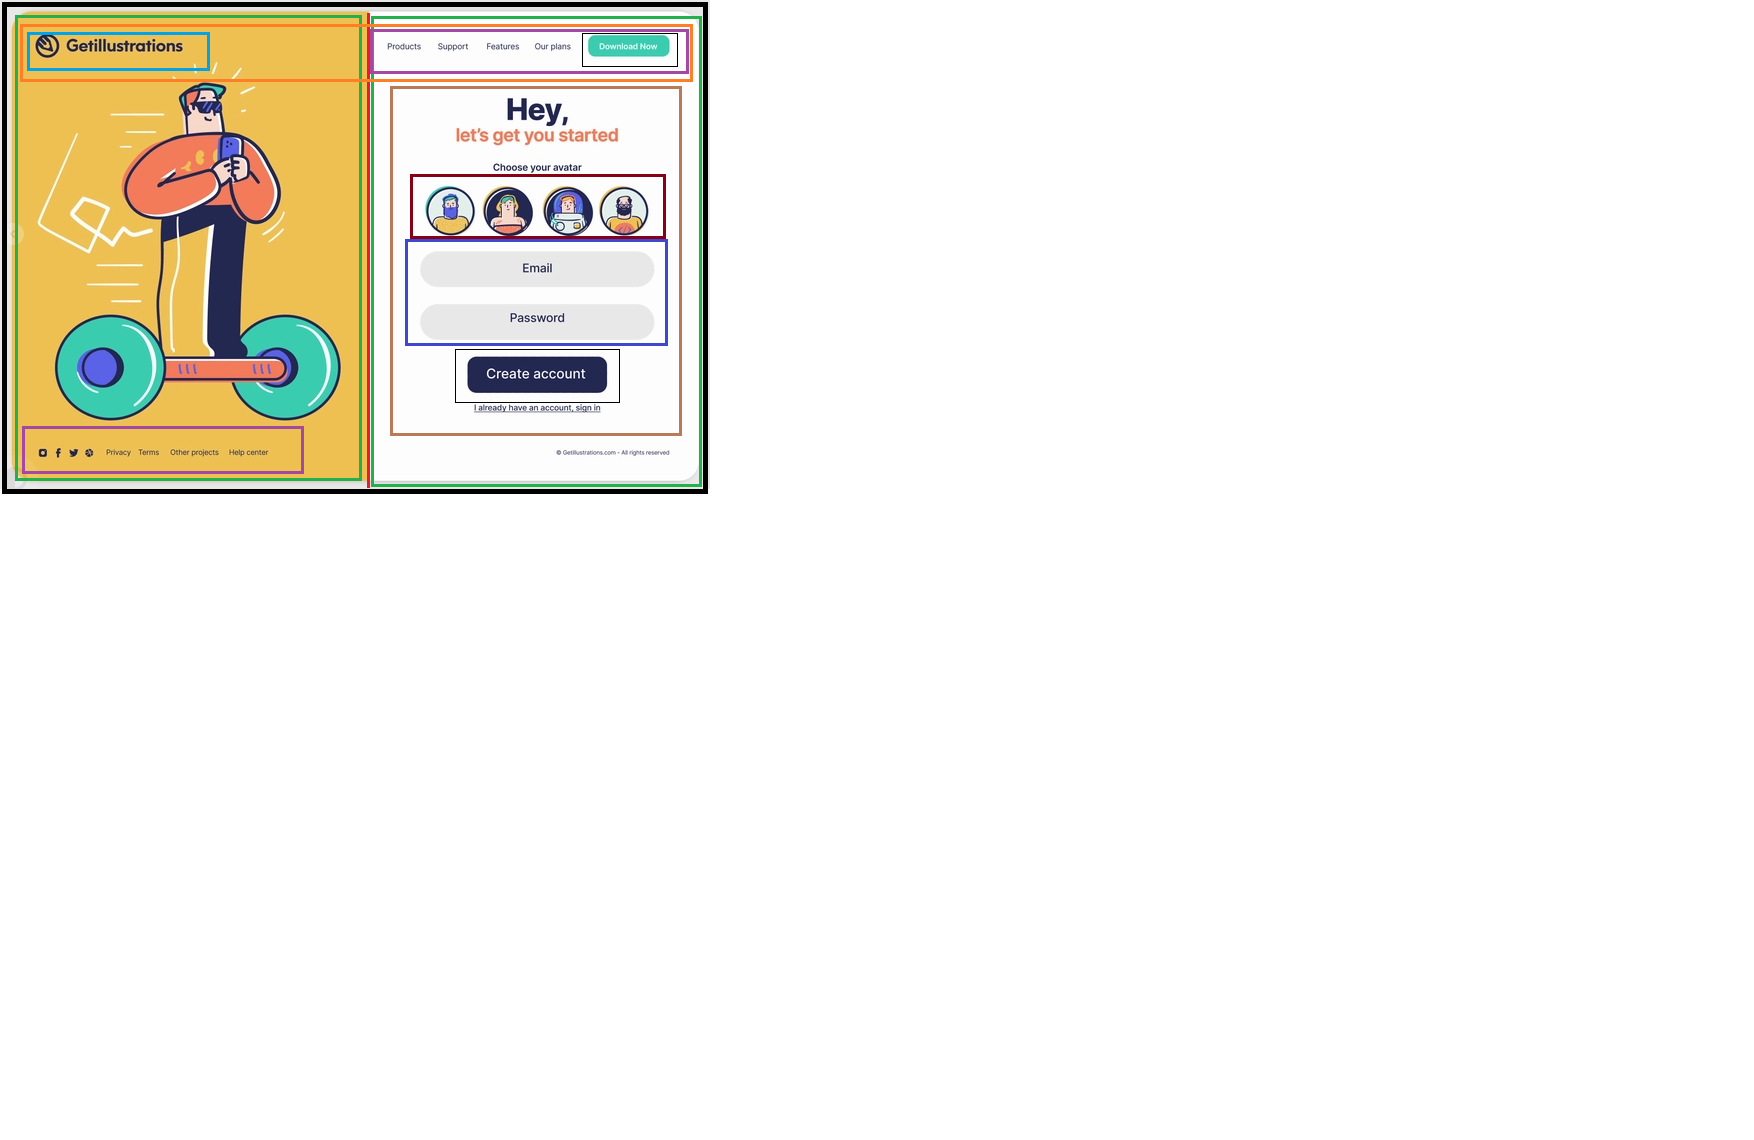 Getillustrations
Products Support Features Our plans Download Now
Hey,
let's get you started
Choose your avatar
Email
Password
Create account
I already have an account, sign in
Privacy Terms Other projects Help center
© Getillustrations.com - All rights reserved